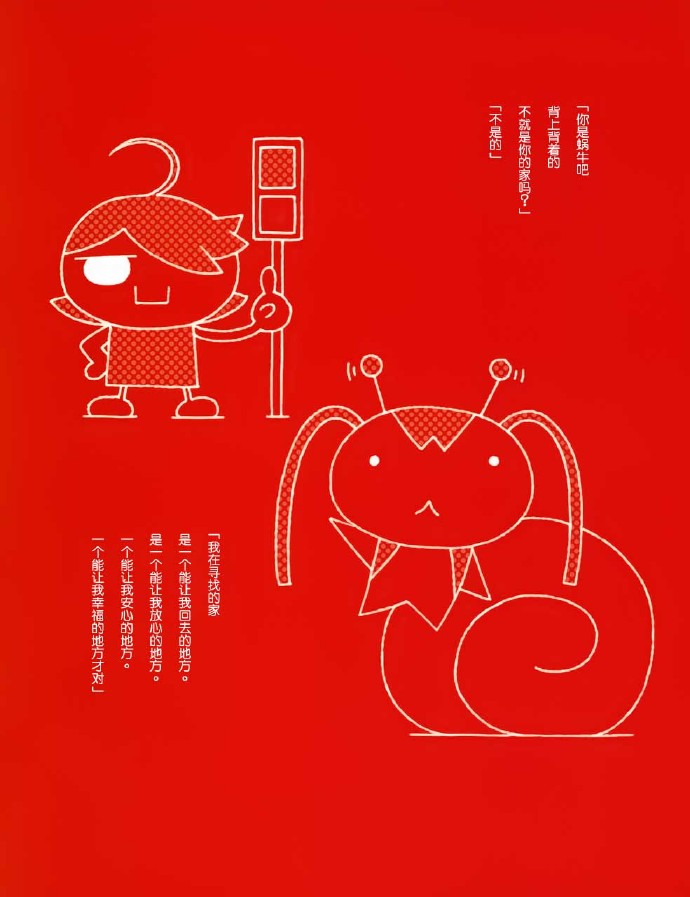 「你是蜗牛吧
背上背着的
不就是你的家吗？」
「不是的」
「我在寻找的家
是一个能让我回去的地方。
是一个能让我放心的地方。
一个能让我安心的地方。
一个能让我幸福的地方才对」